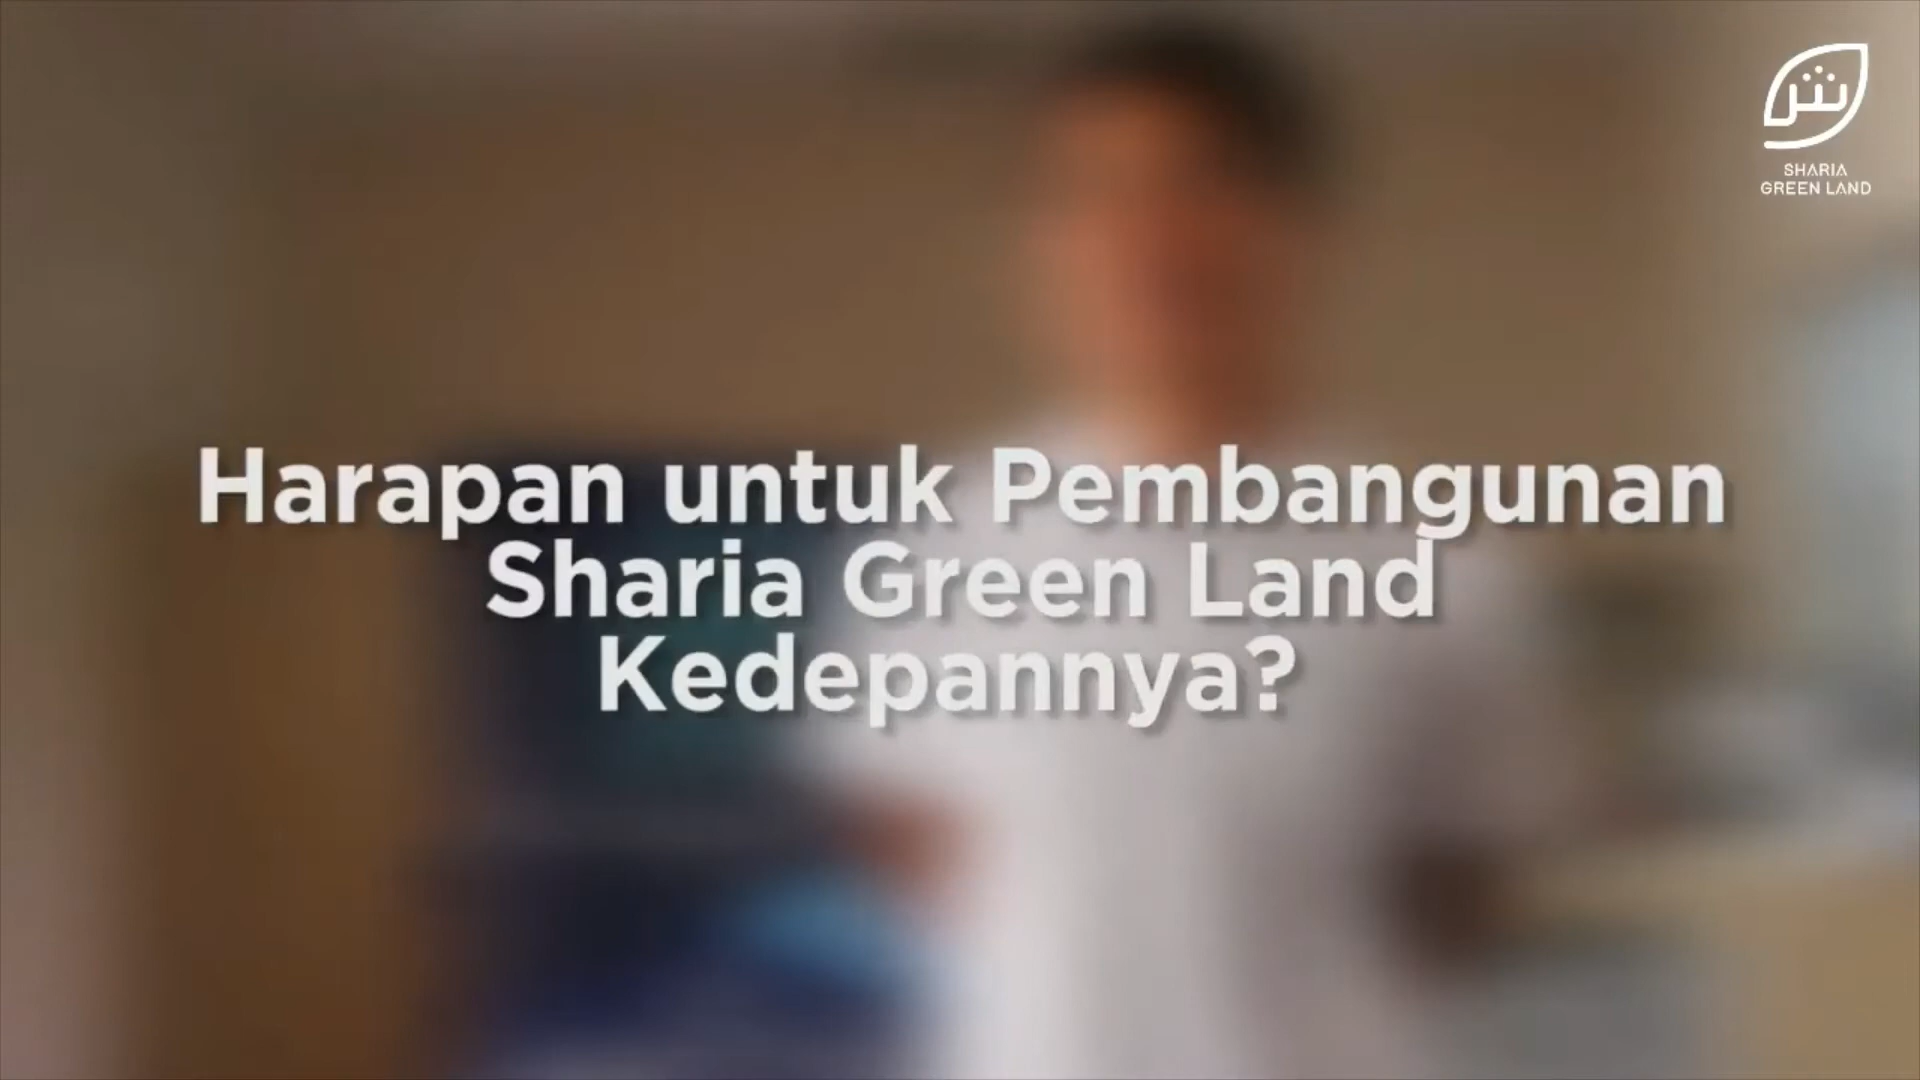 SHARIA
GREEN LAND
Harapan untuk Pembangunan
Sharia Green Land
Kedepannya?